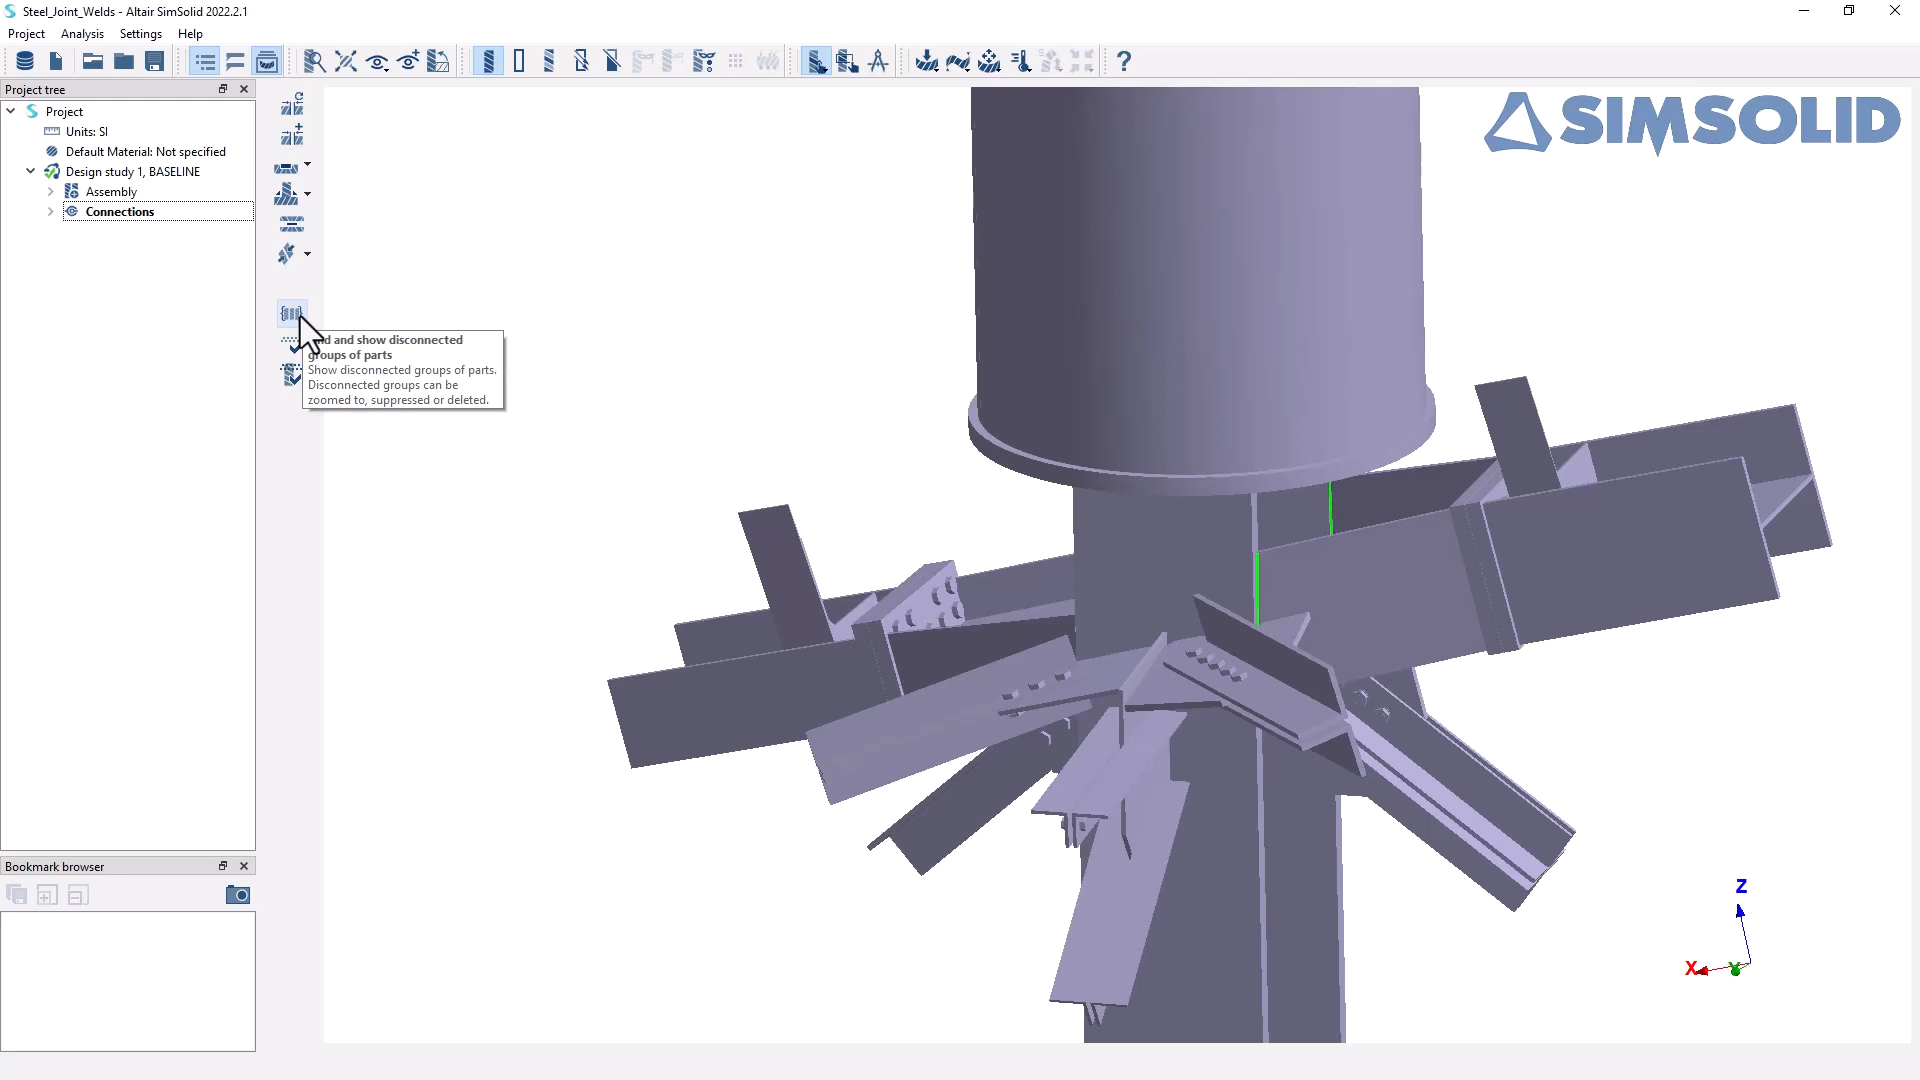 Steel_Joint_Welds - Altair SimSolid 2022.2.1
Project Analysis Settings Help
Project tree
Project
Units: SI
Default Material: Not specified
Design study 1, BASELINE
Assembly
Connections
nd and show disconnected
groups of parts
Show disconnected groups of parts.
Disconnected groups can be
zoomed to, suppressed or deleted.
SIMSOLID
Bookmark browser
Z
X
Y